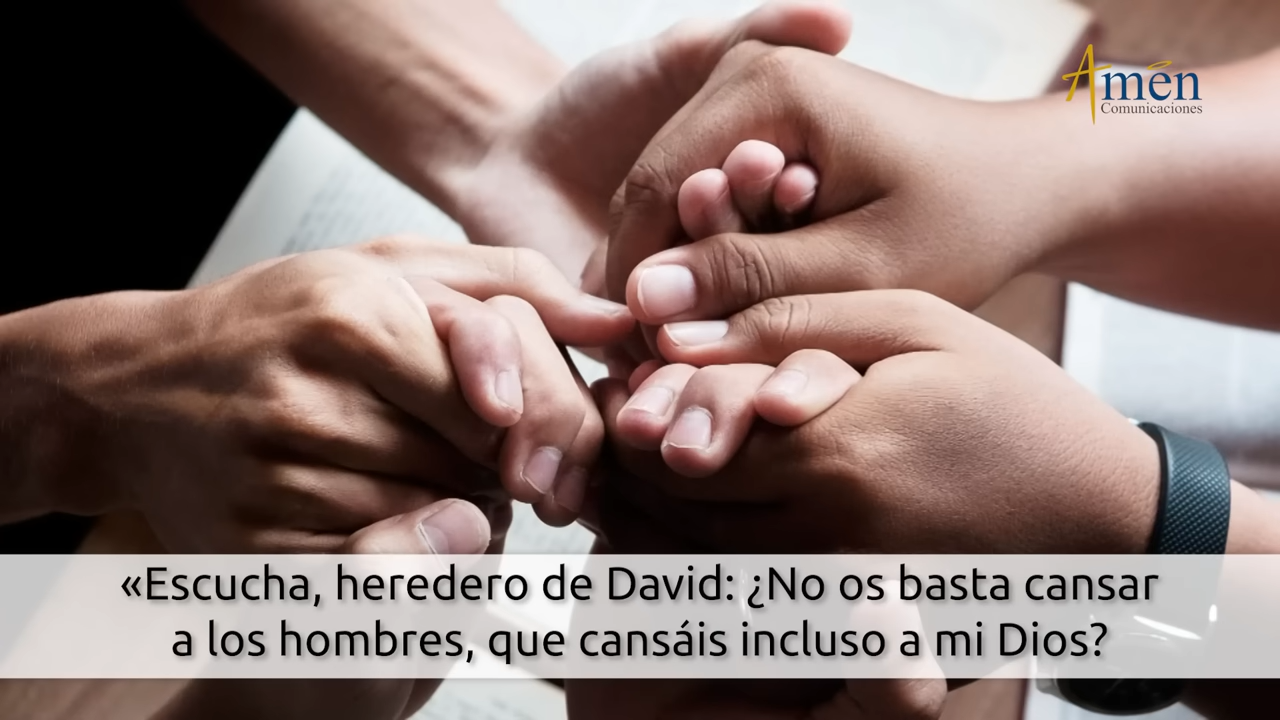 Amén
Comunicaciones
«Escucha, heredero de David: ¿No os basta cansar
a los hombres, que cansáis incluso a mi Dios?